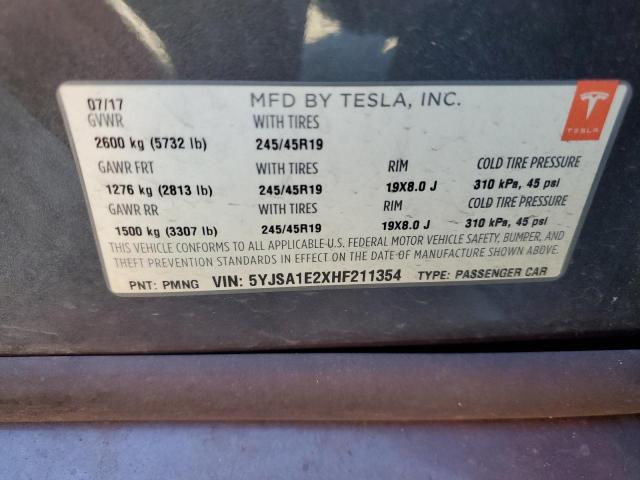 07/17 MFD BY TESLA, INC.
GVWR WITH TIRES
2600 kg (5732 lb) 245/45R19
GAWR FRT WITH TIRES RIM COLD TIRE PRESSURE
1276 kg (2813 lb) 245/45R19 19X8.0 J 310 kPa, 45 psi
GAWR RR WITH TIRES RIM COLD TIRE PRESSURE
1500 kg (3307 lb) 245/45R19 19X8.0 J 310 kPa, 45 psi
THIS VEHICLE CONFORMS TO ALL APPLICABLE U.S. FEDERAL MOTOR VEHICLE SAFETY, BUMPER, AND
THEFT PREVENTION STANDARDS IN EFFECT ON THE DATE OF MANUFACTURE SHOWN ABOVE.
PNT: PMNG VIN: 5YJSA1E2XHF211354 TYPE: PASSENGER CAR
TESLA